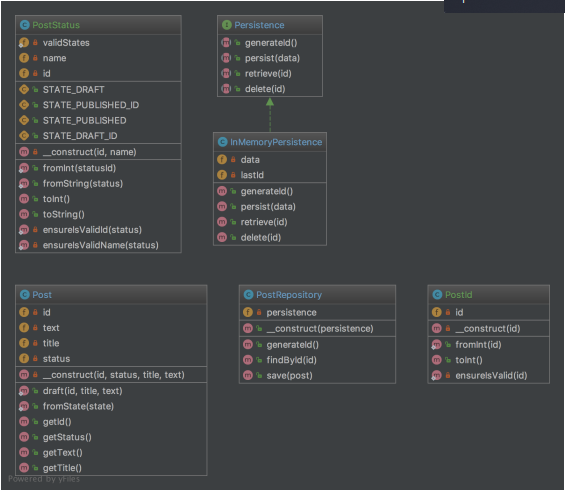 PostStatus
validStates
name
id
STATE_DRAFT
STATE_PUBLISHED_ID
STATE_PUBLISHED
STATE_DRAFT_ID
__construct(id, name)
fromInt(statusId)
fromString(status)
toInt()
toString()
ensureIsValidId(status)
ensureIsValidName(status)
Persistence
generateId()
persist(data)
retrieve(id)
delete(id)
InMemoryPersistence
data
lastId
generateId()
persist(data)
retrieve(id)
delete(id)
Post
id
text
title
status
__construct(id, status, title, text)
draft(id, title, text)
fromState(state)
getId()
getStatus()
getText()
getTitle()
PostRepository
persistence
__construct(persistence)
generateId()
findById(id)
save(post)
PostId
id
__construct(id)
fromInt(id)
toInt()
ensureIsValid(id)
Powered by yFiles